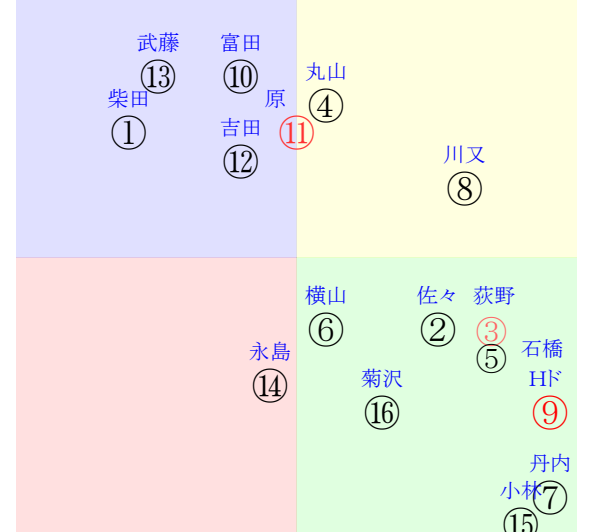 武藤
⑬
富田
⑩
丸山
④
柴田
①
原
⑪
吉田
⑫
川又
⑧
横山
⑥
佐々
②
荻野
③
⑤
石橋
永島
⑭
菊沢
⑯
Hド
⑨
丹内
⑦
小林
⑮